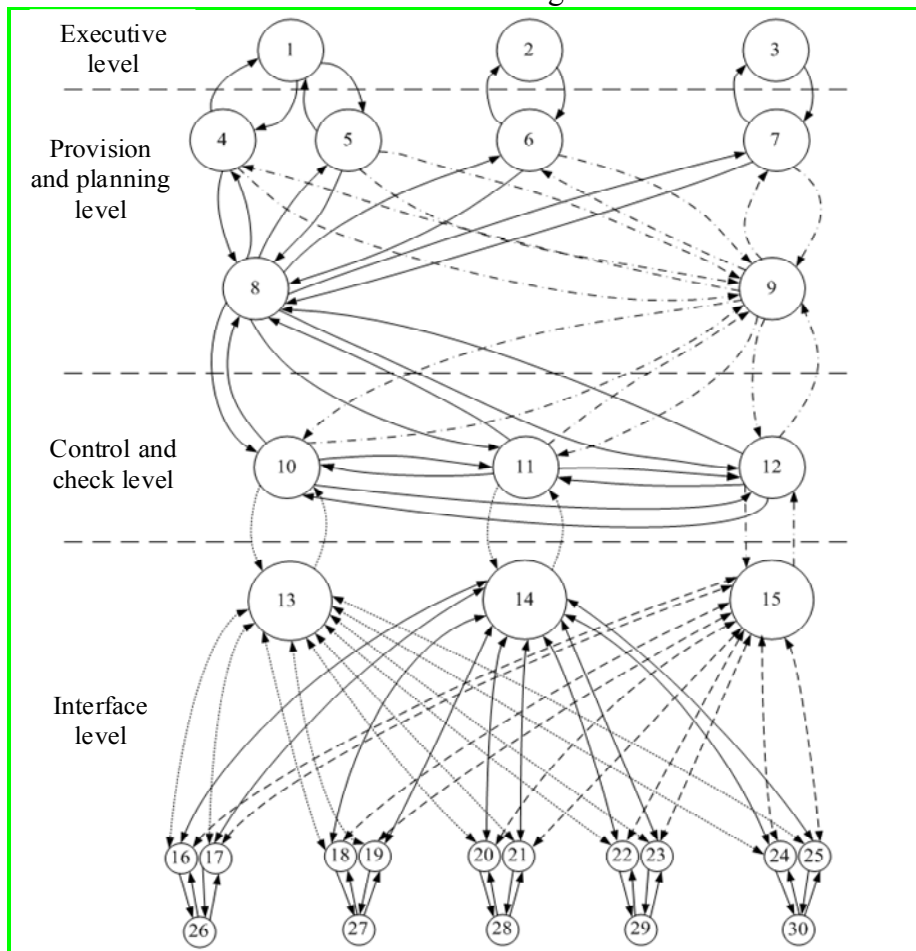 Executive
level
1 2 3
4 5 6 7
Provision
and planning
level
8 9
Control and
check level
10 11 12
13 14 15
Interface
level
16 17 18 19 20 21 22 23 24 25
26 27 28 29 30